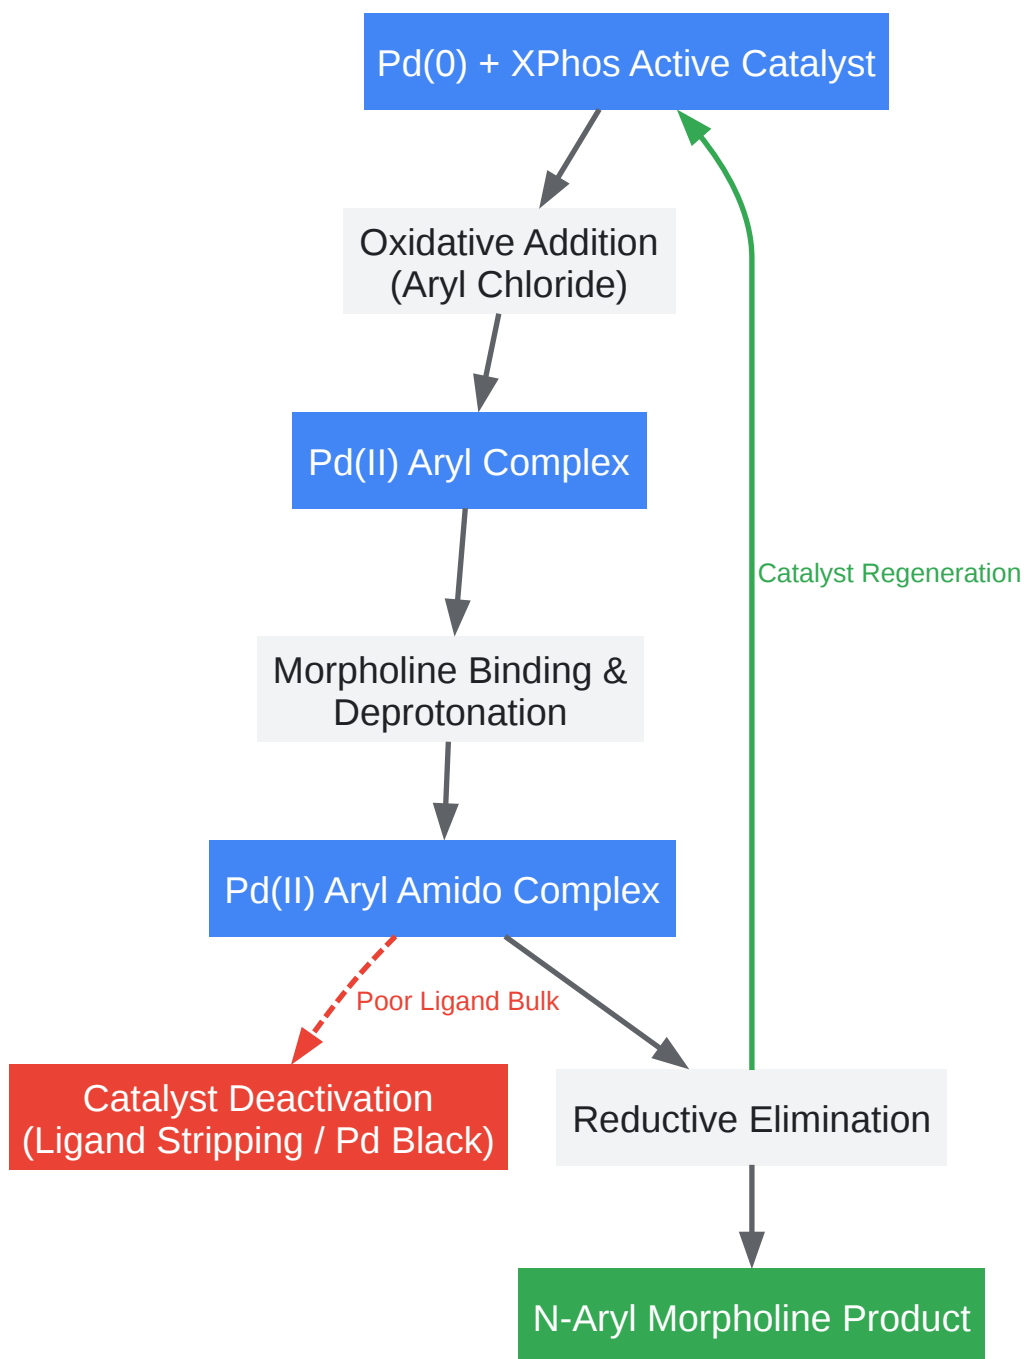 Pd(0) + XPhos Active Catalyst
Oxidative Addition
(Aryl Chloride)
Pd(II) Aryl Complex
Catalyst Regeneration
Morpholine Binding &
Deprotonation
Pd(II) Aryl Amido Complex
Poor Ligand Bulk
Catalyst Deactivation
(Ligand Stripping / Pd Black)
Reductive Elimination
N-Aryl Morpholine Product